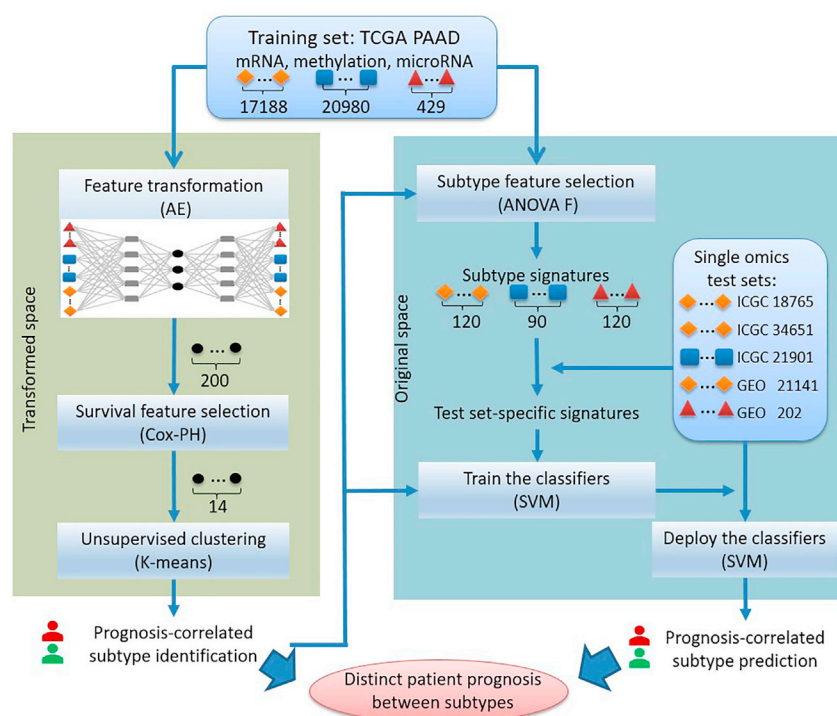 Training set: TCGA PAAD
mRNA, methylation, microRNA
17188 20980 429
Transformed space
Feature transformation
(AE)
200
Survival feature selection
(Cox-PH)
14
Unsupervised clustering
(K-means)
Prognosis-correlated
subtype identification
Original space
Subtype feature selection
(ANOVA F)
Subtype signatures
120 90 120
Test set-specific signatures
Train the classifiers
(SVM)
Single omics
test sets:
ICGC 18765
ICGC 34651
ICGC 21901
GEO 21141
GEO 202
Deploy the classifiers
(SVM)
Prognosis-correlated
subtype prediction
Distinct patient prognosis
between subtypes